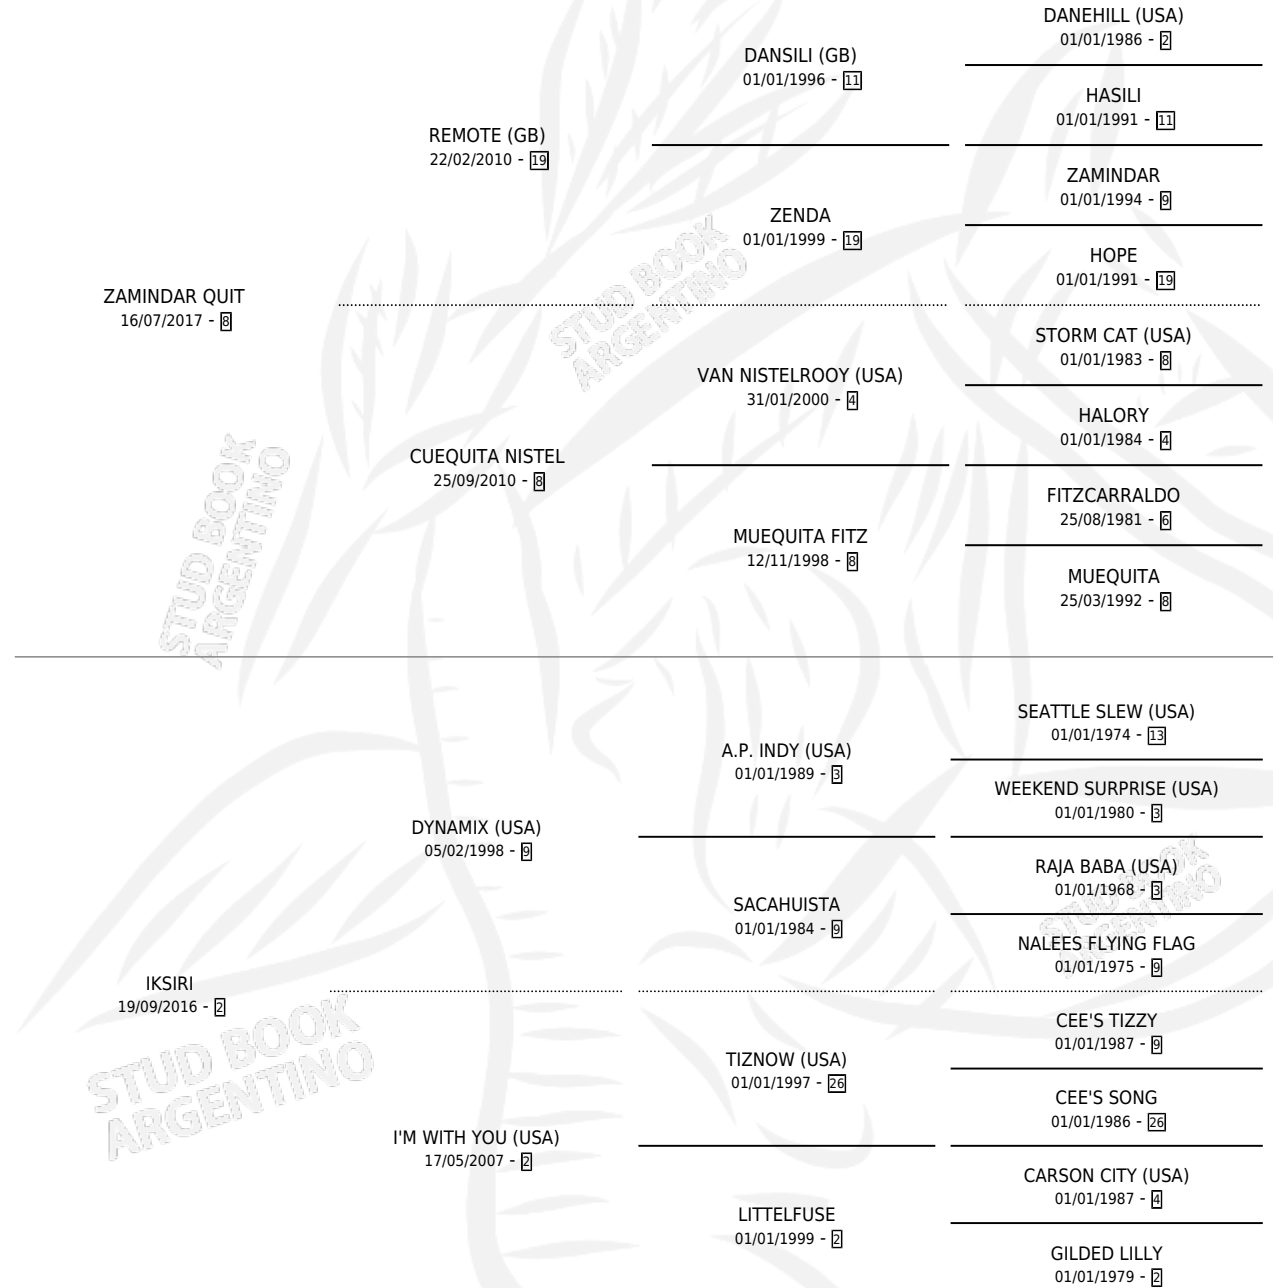 DANEHILL (USA)
01/01/1986 - 2
DANSILI (GB)
01/01/1996 - 11
HASILI
01/01/1991 - 11
REMOTE (GB)
22/02/2010 - 19
ZAMINDAR
01/01/1994 - 9
ZENDA
01/01/1999 - 19
HOPE
01/01/1991 - 19
ZAMINDAR QUIT
16/07/2017 - 8
STORM CAT (USA)
01/01/1983 - 8
VAN NISTELROOY (USA)
31/01/2000 - 4
HALORY
01/01/1984 - 4
CUEQUITA NISTEL
25/09/2010 - 8
FITZCARRALDO
25/08/1981 - 6
MUEQUITA FITZ
12/11/1998 - 8
MUEQUITA
25/03/1992 - 8
STUD BOOK
ARGENTINO
STUD BOOK
ARGENTINO
SEATTLE SLEW (USA)
01/01/1974 - 13
A.P. INDY (USA)
01/01/1989 - 3
WEEKEND SURPRISE (USA)
01/01/1980 - 3
DYNAMIX (USA)
05/02/1998 - 9
RAJA BABA (USA)
01/01/1968 - 3
SACAHUISTA
01/01/1984 - 9
NALEES FLYING FLAG
01/01/1975 - 9
STUD BOOK
ARGENTINO
IKSIRI
19/09/2016 - 2
CEE'S TIZZY
01/01/1987 - 9
TIZNOW (USA)
01/01/1997 - 26
CEE'S SONG
01/01/1986 - 26
I'M WITH YOU (USA)
17/05/2007 - 2
CARSON CITY (USA)
01/01/1987 - 4
LITTELFUSE
01/01/1999 - 2
GILDED LILLY
01/01/1979 - 2
STUD BOOK
ARGENTINO